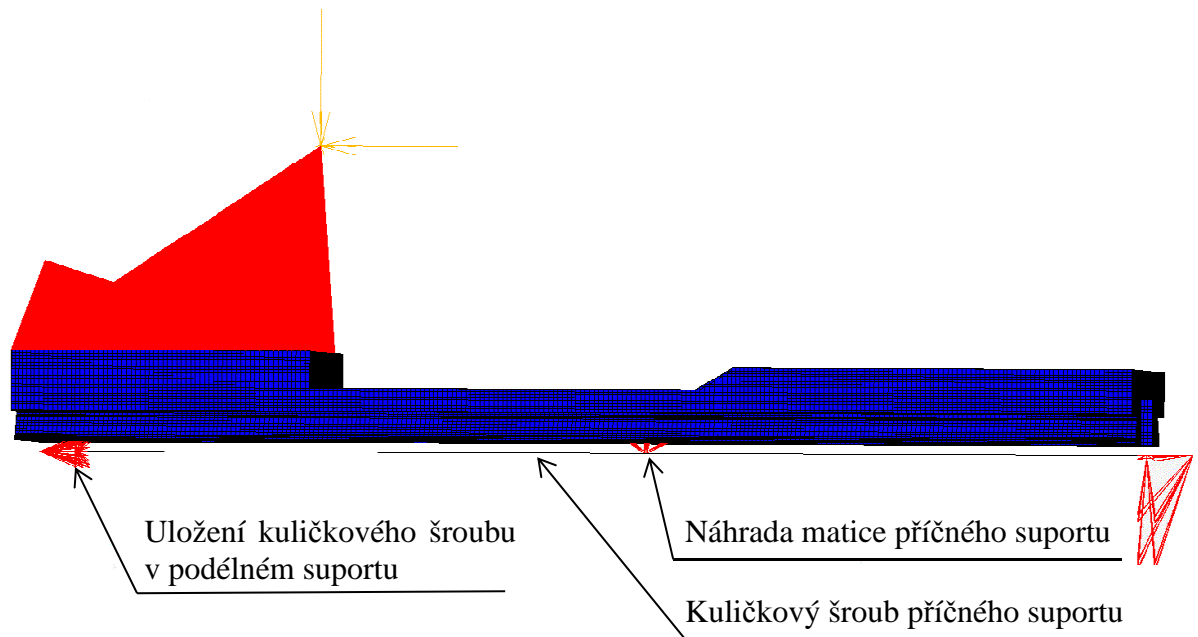 Uložení kuličkového šroubu
v podélném suportu
Náhrada matice příčného suportu
Kuličkový šroub příčného suportu